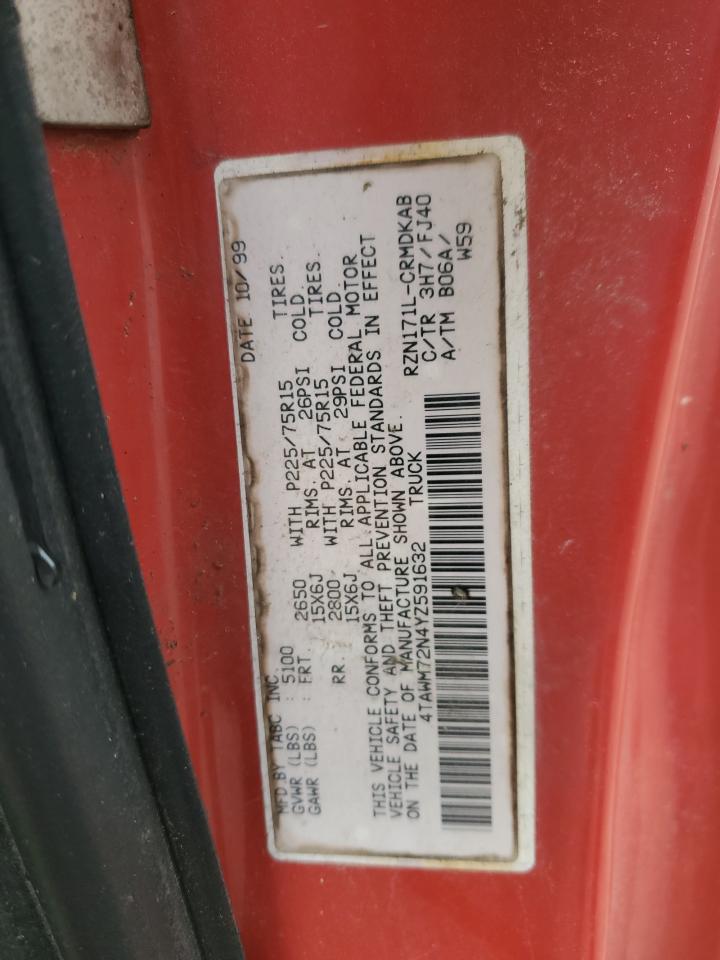 MFD BY TABC INC. DATE 10/99
GVWR (LBS) : 5100
GAWR (LBS) : FRT. 2650 WITH P225/75R15 TIRES.
15X6J RIMS. AT 26PSI COLD.
RR. 2800 WITH P225/75R15 TIRES.
15X6J RIMS. AT 29PSI COLD
THIS VEHICLE CONFORMS TO ALL APPLICABLE FEDERAL MOTOR
VEHICLE SAFETY AND THEFT PREVENTION STANDARDS IN EFFECT
ON THE DATE OF MANUFACTURE SHOWN ABOVE.
4TAWM72N4YZ591632 TRUCK
RZN171L-CRMDKAB
C/TR 3H7/FJ40
A/TM B06A/
W59